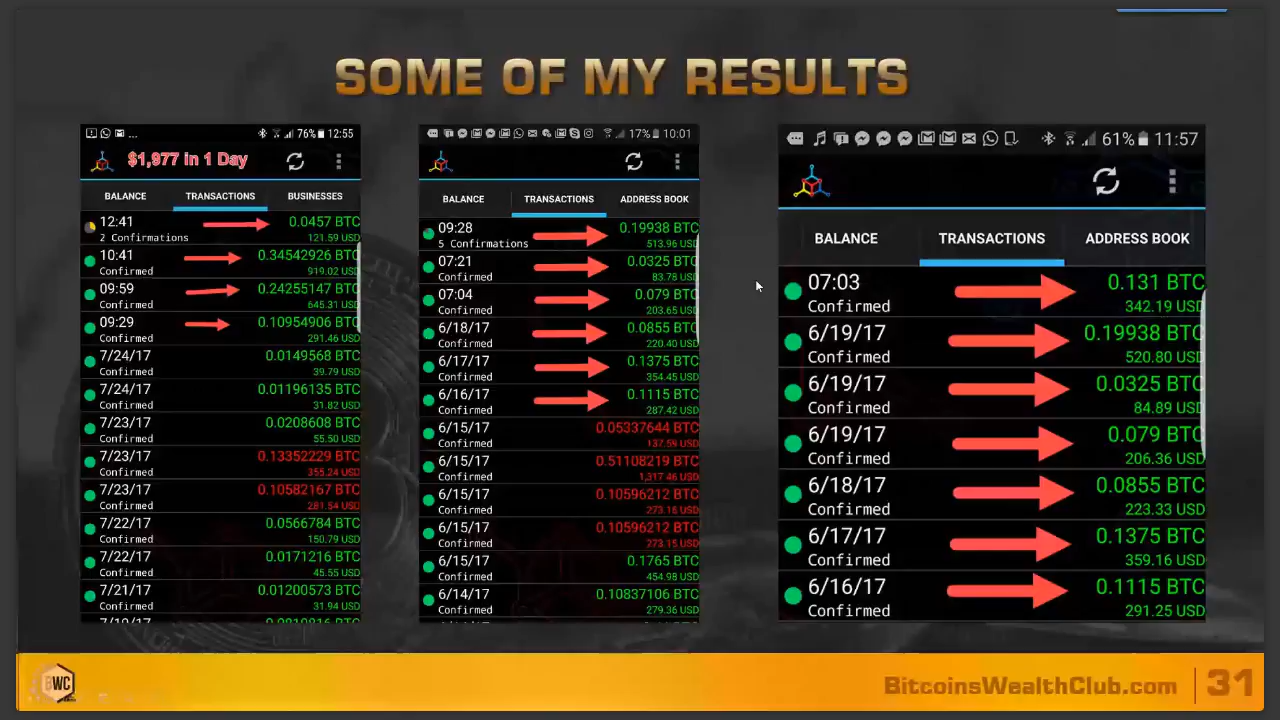 SOME OF MY RESULTS
... 76% 12:55
$1,977 in 1 Day
BALANCE TRANSACTIONS BUSINESSES
12:41 0.0457 BTC
2 Confirmations 121.59 USD
10:41 0.34542926 BTC
Confirmed 919.02 USD
09:59 0.24255147 BTC
Confirmed 645.31 USD
09:29 0.10954906 BTC
Confirmed 291.46 USD
7/24/17 0.0149568 BTC
Confirmed 39.79 USD
7/24/17 0.01196135 BTC
Confirmed 31.82 USD
7/23/17 0.0208608 BTC
Confirmed 55.50 USD
7/23/17 0.13352229 BTC
Confirmed 355.24 USD
7/23/17 0.10582167 BTC
Confirmed 281.54 USD
7/22/17 0.0566784 BTC
Confirmed 150.79 USD
7/22/17 0.0171216 BTC
Confirmed 45.55 USD
7/21/17 0.01200573 BTC
Confirmed 31.94 USD
17% 10:01
BALANCE TRANSACTIONS ADDRESS BOOK
09:28 0.19938 BTC
5 Confirmations 513.96 USD
07:21 0.0325 BTC
Confirmed 83.78 USD
07:04 0.079 BTC
Confirmed 203.65 USD
6/18/17 0.0855 BTC
Confirmed 220.40 USD
6/17/17 0.1375 BTC
Confirmed 354.45 USD
6/16/17 0.1115 BTC
Confirmed 287.42 USD
6/15/17 0.05337644 BTC
Confirmed 137.59 USD
6/15/17 0.51108219 BTC
Confirmed 1,317.46 USD
6/15/17 0.10596212 BTC
Confirmed 273.15 USD
6/15/17 0.10596212 BTC
Confirmed 273.15 USD
6/15/17 0.1765 BTC
Confirmed 454.98 USD
6/14/17 0.10837106 BTC
Confirmed 279.36 USD
61% 11:57
BALANCE TRANSACTIONS ADDRESS BOOK
07:03 0.131 BTC
Confirmed 342.19 USD
6/19/17 0.19938 BTC
Confirmed 520.80 USD
6/19/17 0.0325 BTC
Confirmed 84.89 USD
6/19/17 0.079 BTC
Confirmed 206.36 USD
6/18/17 0.0855 BTC
Confirmed 223.33 USD
6/17/17 0.1375 BTC
Confirmed 359.16 USD
6/16/17 0.1115 BTC
Confirmed 291.25 USD
BWC
BitcoinsWealthClub.com 31